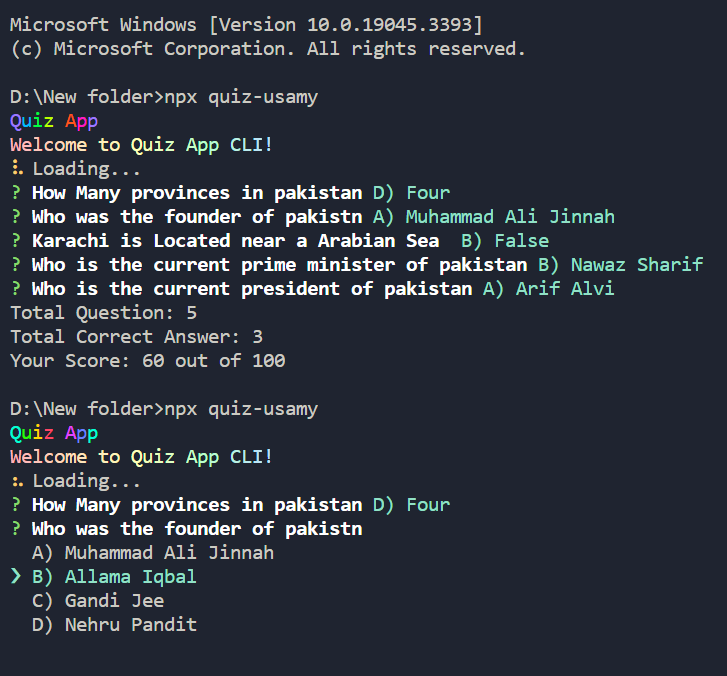 Microsoft Windows [Version 10.0.19045.3393]
(c) Microsoft Corporation. All rights reserved.
D:\New folder>npx quiz-usamy
Quiz App
Welcome to Quiz App CLI!
Loading...
? How Many provinces in pakistan D) Four
? Who was the founder of pakistn A) Muhammad Ali Jinnah
? Karachi is Located near a Arabian Sea  B) False
? Who is the current prime minister of pakistan B) Nawaz Sharif
? Who is the current president of pakistan A) Arif Alvi
Total Question: 5
Total Correct Answer: 3
Your Score: 60 out of 100
D:\New folder>npx quiz-usamy
Quiz App
Welcome to Quiz App CLI!
Loading...
? How Many provinces in pakistan D) Four
? Who was the founder of pakistn
A) Muhammad Ali Jinnah
❯ B) Allama Iqbal
C) Gandi Jee
D) Nehru Pandit